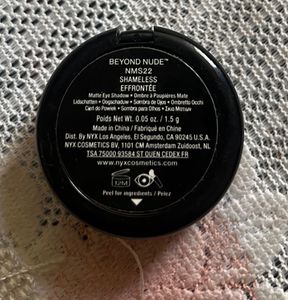 BEYOND NUDE™
NMS22
SHAMELESS
EFFRONTÉE
Matte Eye Shadow • Ombre à Paupières Mate
Lidschatten • Oogschaduw • Sombra de Ojos • Ombretto Occhi
Cień do Powiek • Sombra para Olhos •
Poids Net Wt. 0.05 oz. / 1.5 g
Made in China / Fabriqué en Chine
Dist. By NYX Los Angeles, El Segundo, CA 90245 U.S.A.
NYX COSMETICS BV, 1101 CM Amsterdam Zuidoost, NL
TSA 75000 93584 ST OUEN CEDEX FR
www.nyxcosmetics.com
12M
Peel for ingredients / Pelez